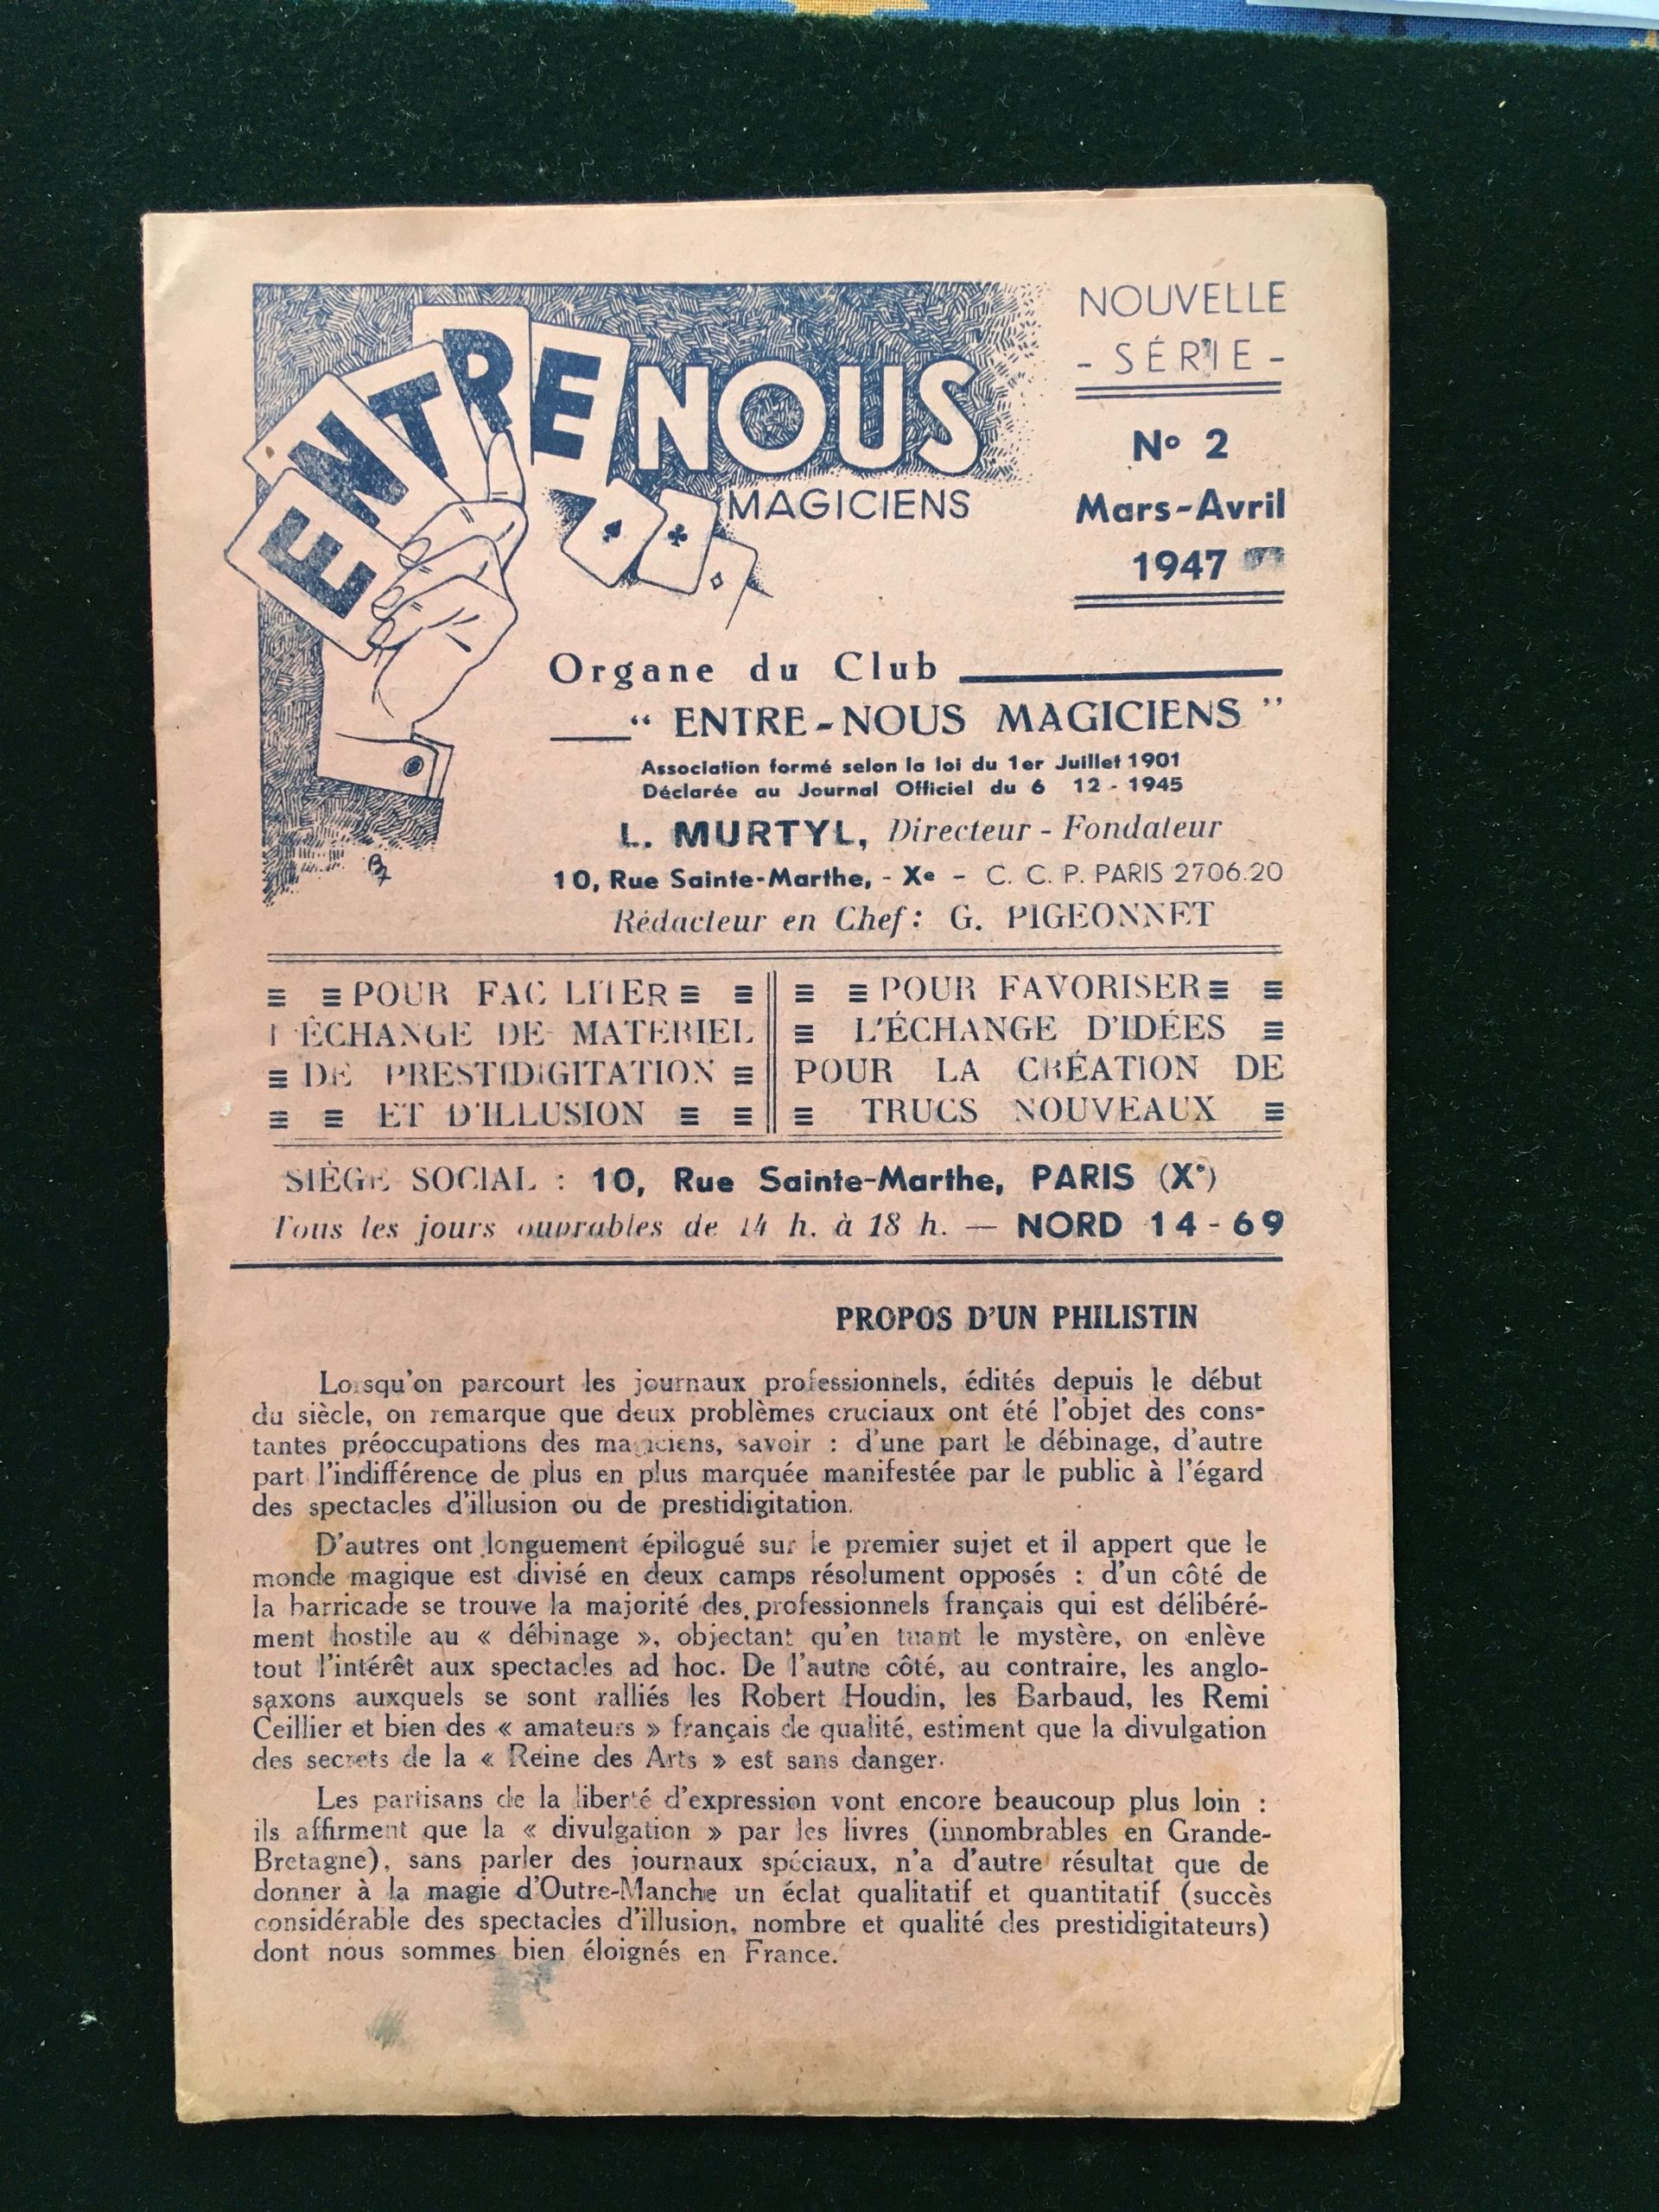 ENTRE NOUS
MAGICIENS
NOUVELLE
- SÉRIE -
No 2
Mars-Avril
1947
Organe du Club
" ENTRE-NOUS MAGICIENS "
Association formé selon la loi du 1er Juillet 1901
Déclarée au Journal Officiel du 6 12 - 1945
L. MURTYL, Directeur - Fondateur
10, Rue Sainte-Marthe, - Xe - C. C. P. PARIS 2706.20
Rédacteur en Chef : G. PIGEONNET
≡ ≡ POUR FAC LITER ≡ ≡
L'ÉCHANGE DE MATERIEL
≡ DE PRESTIDIGITATION ≡
≡ ≡ ET D'ILLUSION ≡ ≡
≡ ≡ POUR FAVORISER ≡ ≡
≡ L'ÉCHANGE D'IDÉES ≡
POUR LA CRÉATION DE
≡ TRUCS NOUVEAUX ≡
SIÈGE SOCIAL : 10, Rue Sainte-Marthe, PARIS (X°)
Tous les jours ouvrables de 14 h. à 18 h. — NORD 14-69
PROPOS D'UN PHILISTIN
Lorsqu'on parcourt les journaux professionnels, édités depuis le début
du siècle, on remarque que deux problèmes cruciaux ont été l'objet des cons-
tantes préoccupations des magiciens, savoir : d'une part le débinage, d'autre
part l'indifférence de plus en plus marquée manifestée par le public à l'égard
des spectacles d'illusion ou de prestidigitation.
D'autres ont longuement épilogué sur le premier sujet et il appert que le
monde magique est divisé en deux camps résolument opposés : d'un côté de
la barricade se trouve la majorité des professionnels français qui est délibéré-
ment hostile au « débinage », objectant qu'en tuant le mystère, on enlève
tout l'intérêt aux spectacles ad hoc. De l'autre côté, au contraire, les anglo-
saxons auxquels se sont ralliés les Robert Houdin, les Barbaud, les Remi
Ceillier et bien des « amateurs » français de qualité, estiment que la divulgation
des secrets de la « Reine des Arts » est sans danger.
Les partisans de la liberté d'expression vont encore beaucoup plus loin :
ils affirment que la « divulgation » par les livres (innombrables en Grande-
Bretagne), sans parler des journaux spéciaux, n'a d'autre résultat que de
donner à la magie d'Outre-Manche un éclat qualitatif et quantitatif (succès
considérable des spectacles d'illusion, nombre et qualité des prestidigitateurs)
dont nous sommes bien éloignés en France.